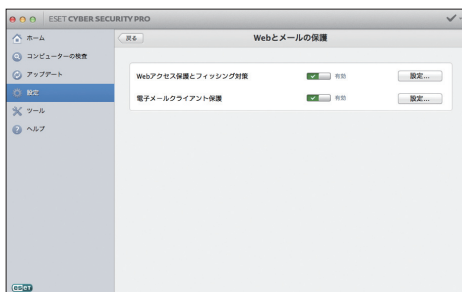 ESET CYBER SECURITY PRO
ホーム
コンピューターの検査
アップデート
設定
ツール
ヘルプ
戻る
Webとメールの保護
Webアクセス保護とフィッシング対策 有効 設定...
電子メールクライアント保護 有効 設定...
eset